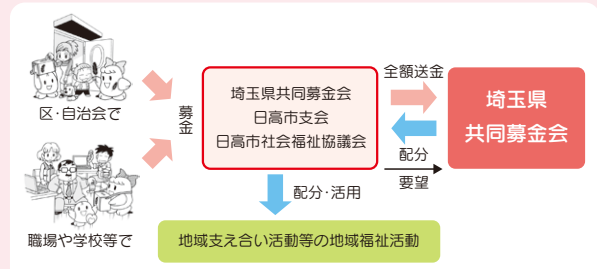 区・自治会で
職場や学校等で
募金
埼玉県共同募金会
日高市支会
日高市社会福祉協議会
全額送金
配分
要望
埼玉県
共同募金会
配分・活用
地域支え合い活動等の地域福祉活動